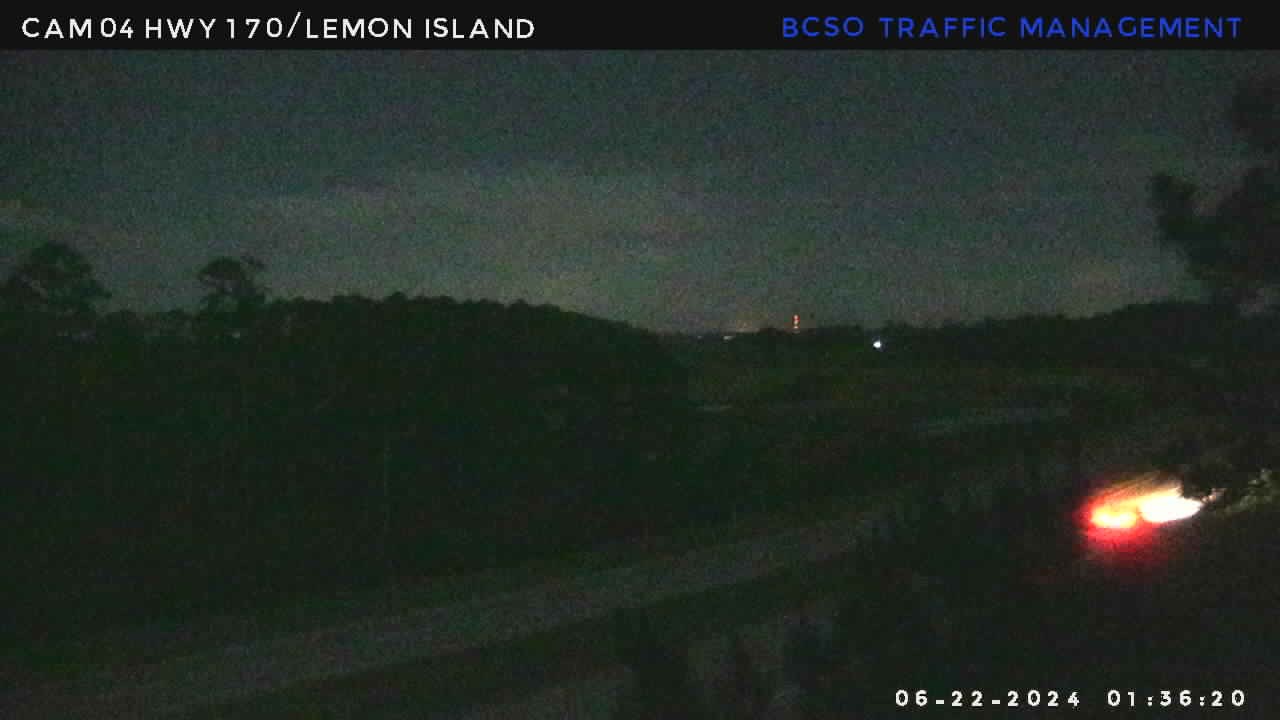 CAM04 HWY 170/LEMON ISLAND
BCSO TRAFFIC MANAGEMENT
06-22-2024 01:36:20